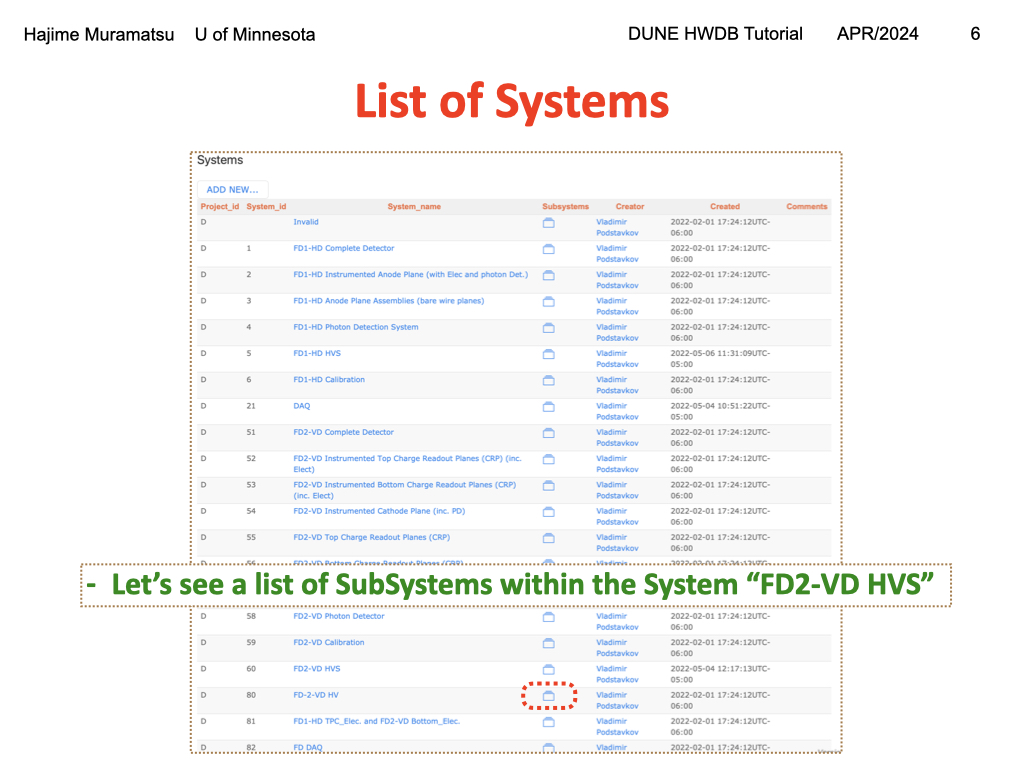 Hajime Muramatsu U of Minnesota
DUNE HWDB Tutorial APR/2024 6
List of Systems
Systems
ADD NEW...
Project_id System_id System_name Subsystems Creator Created Comments
D Invalid Vladimir 2022-02-01 17:24:12UTC-
Podstavkov 06:00
D 1 FD1-HD Complete Detector Vladimir 2022-02-01 17:24:12UTC-
Podstavkov 06:00
D 2 FD1-HD Instrumented Anode Plane (with Elec and photon Det.) Vladimir 2022-02-01 17:24:12UTC-
Podstavkov 06:00
D 3 FD1-HD Anode Plane Assemblies (bare wire planes) Vladimir 2022-02-01 17:24:12UTC-
Podstavkov 06:00
D 4 FD1-HD Photon Detection System Vladimir 2022-02-01 17:24:12UTC-
Podstavkov 06:00
D 5 FD1-HD HVS Vladimir 2022-05-06 11:31:09UTC-
Podstavkov 05:00
D 6 FD1-HD Calibration Vladimir 2022-02-01 17:24:12UTC-
Podstavkov 06:00
D 21 DAQ Vladimir 2022-05-04 10:51:22UTC-
Podstavkov 05:00
D 51 FD2-VD Complete Detector Vladimir 2022-02-01 17:24:12UTC-
Podstavkov 06:00
D 52 FD2-VD Instrumented Top Charge Readout Planes (CRP) (inc. Vladimir 2022-02-01 17:24:12UTC-
Elect) Podstavkov 06:00
D 53 FD2-VD Instrumented Bottom Charge Readout Planes (CRP) Vladimir 2022-02-01 17:24:12UTC-
(inc. Elect) Podstavkov 06:00
D 54 FD2-VD Instrumented Cathode Plane (inc. PD) Vladimir 2022-02-01 17:24:12UTC-
Podstavkov 06:00
D 55 FD2-VD Top Charge Readout Planes (CRP) Vladimir 2022-02-01 17:24:12UTC-
Podstavkov 06:00
- Let's see a list of SubSystems within the System “FD2-VD HVS”
D 58 FD2-VD Photon Detector Vladimir 2022-02-01 17:24:12UTC-
Podstavkov 06:00
D 59 FD2-VD Calibration Vladimir 2022-02-01 17:24:12UTC-
Podstavkov 06:00
D 60 FD2-VD HVS Vladimir 2022-05-04 12:17:13UTC-
Podstavkov 05:00
D 80 FD-2-VD HV Vladimir 2022-02-01 17:24:12UTC-
Podstavkov 06:00
D 81 FD1-HD TPC_Elec. and FD2-VD Bottom_Elec. Vladimir 2022-02-01 17:24:12UTC-
Podstavkov 06:00
D 82 FD DAQ Vladimir 2022-02-01 17:24:12UTC-